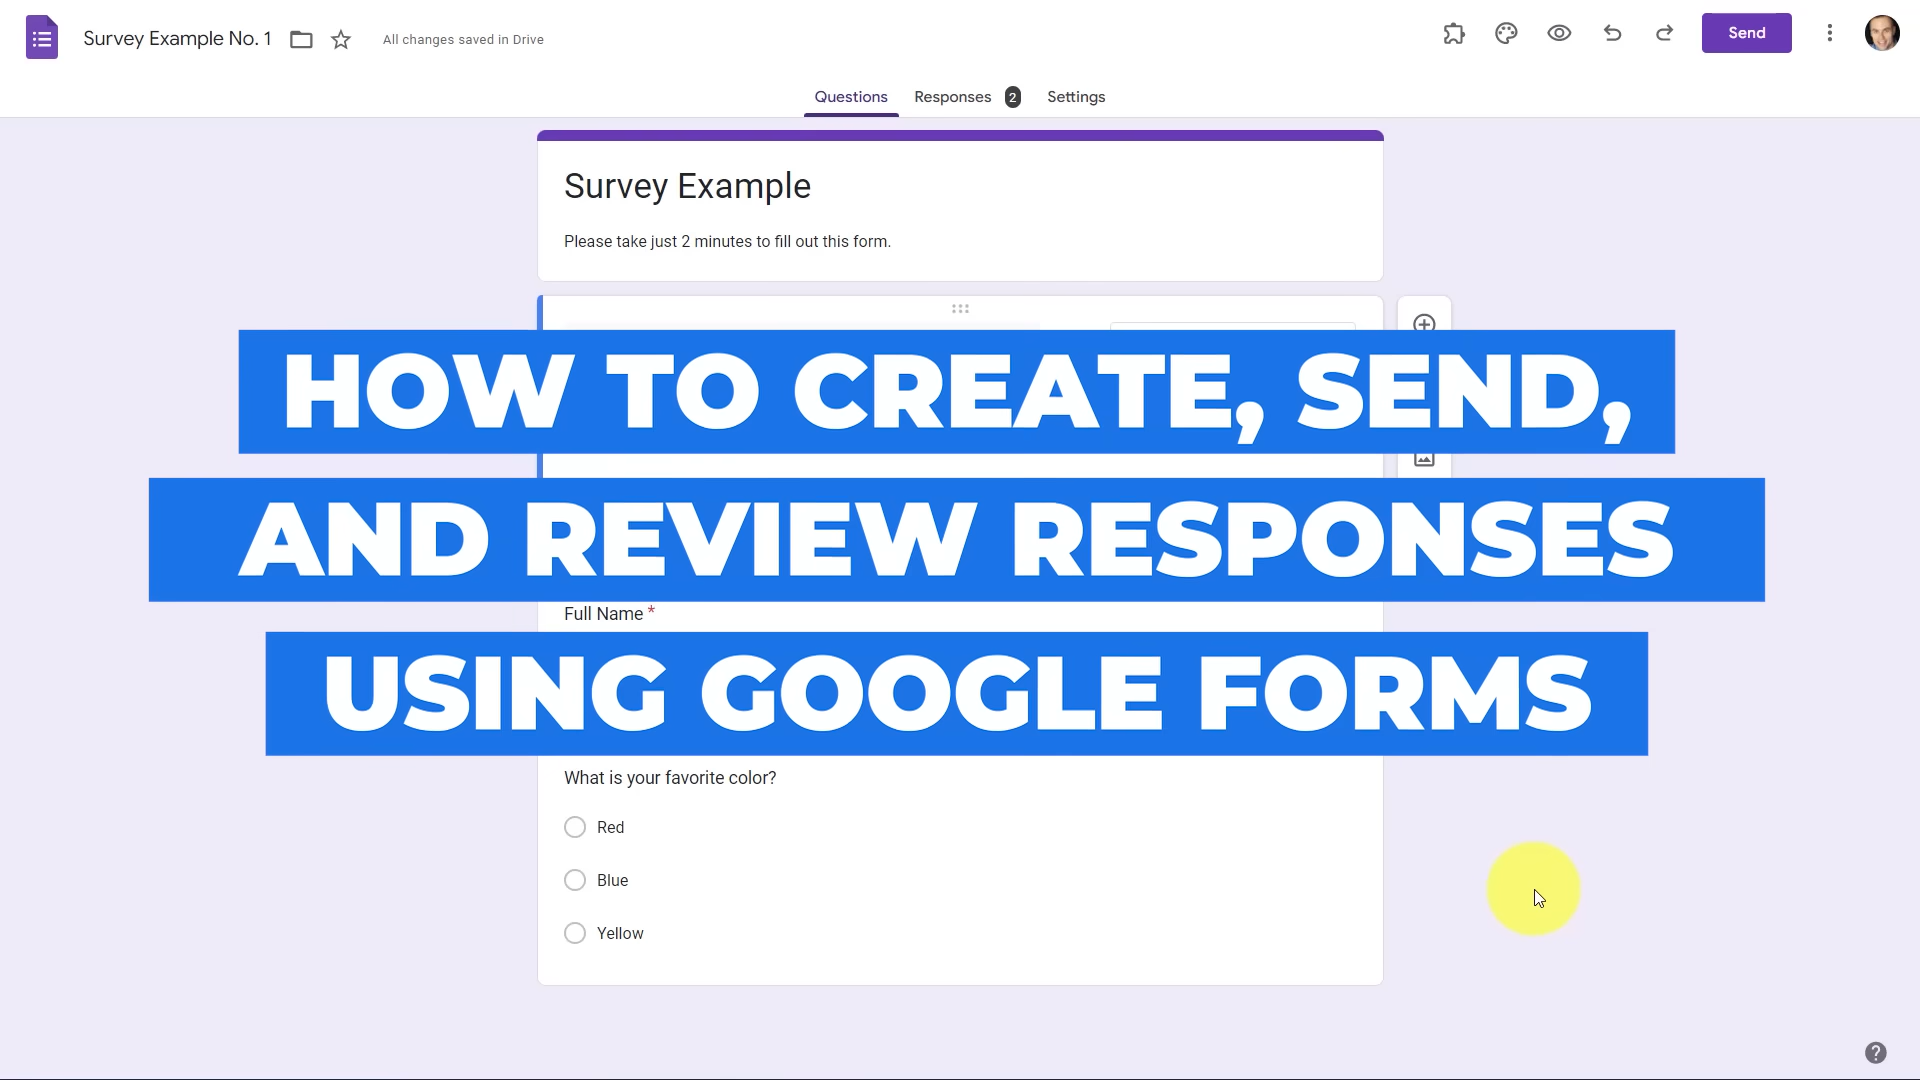 Survey Example No. 1
All changes saved in Drive
Send
Questions
Responses 2
Settings
Survey Example
Please take just 2 minutes to fill out this form.
HOW TO CREATE, SEND,
AND REVIEW RESPONSES
Full Name *
USING GOOGLE FORMS
What is your favorite color?
Red
Blue
Yellow
?